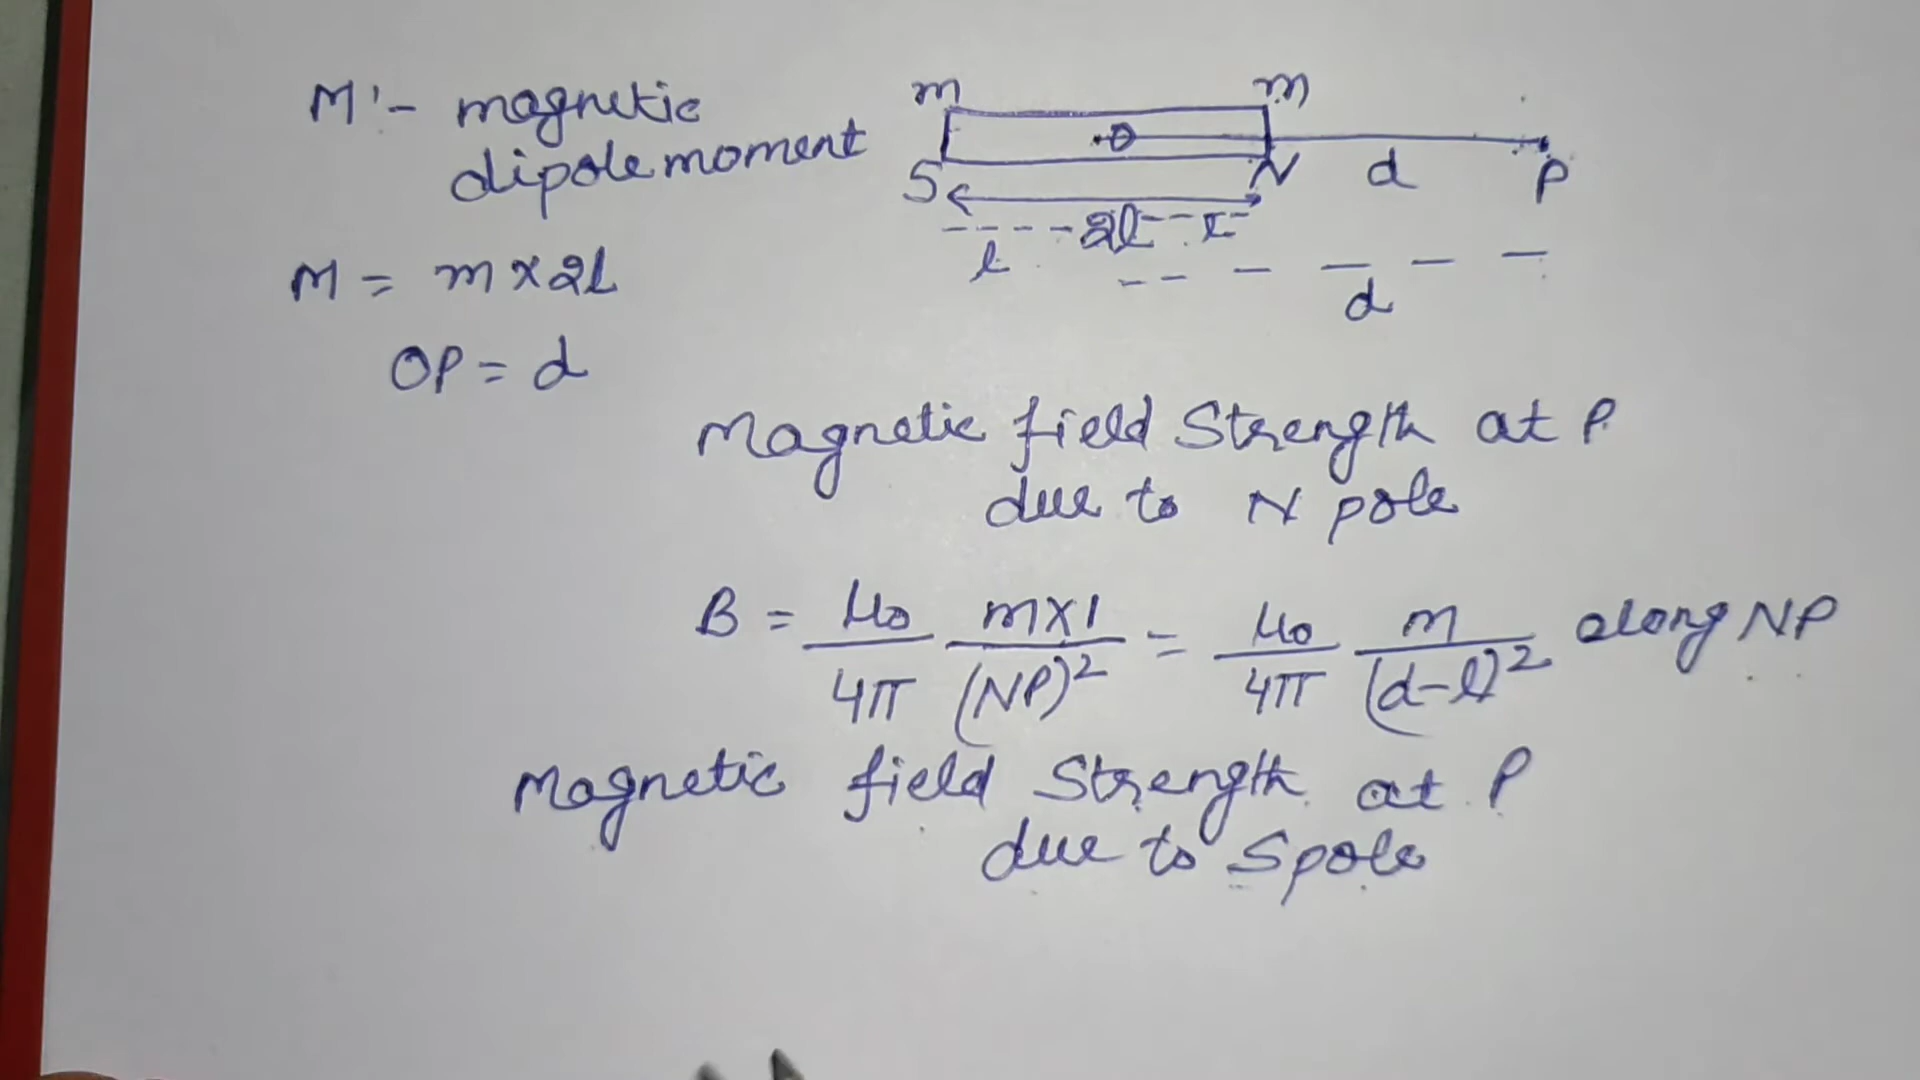 M :- magnetic
dipole moment
M = m x 2l
OP = d
m m
O
S N d P
2l
l l
d
Magnetic field Strength at P
due to N pole
B = μ₀/4π m×1/(NP)² = μ₀/4π m/(d-l)² along NP
Magnetic field Strength at P
due to S pole